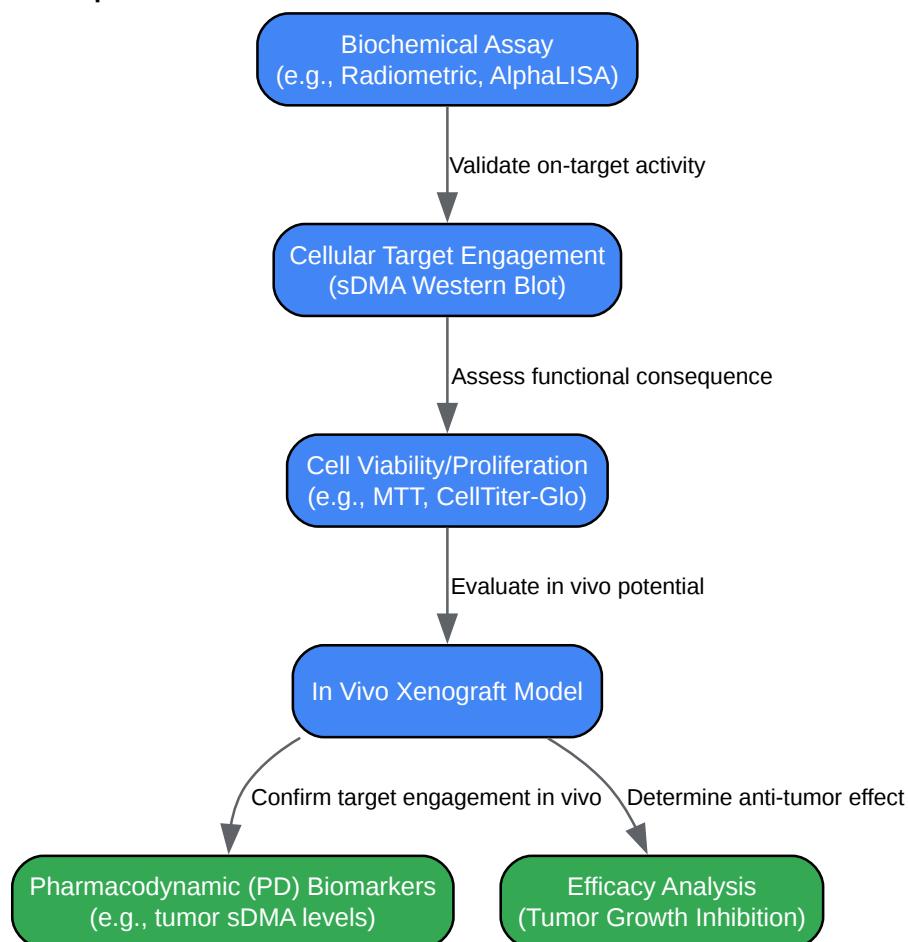 Biochemical Assay
(e.g., Radiometric, AlphaLISA)
Validate on-target activity
Cellular Target Engagement
(sDMA Western Blot)
Assess functional consequence
Cell Viability/Proliferation
(e.g., MTT, CellTiter-Glo)
Evaluate in vivo potential
In Vivo Xenograft Model
Confirm target engagement in vivo
Determine anti-tumor effect
Pharmacodynamic (PD) Biomarkers
(e.g., tumor sDMA levels)
Efficacy Analysis
(Tumor Growth Inhibition)